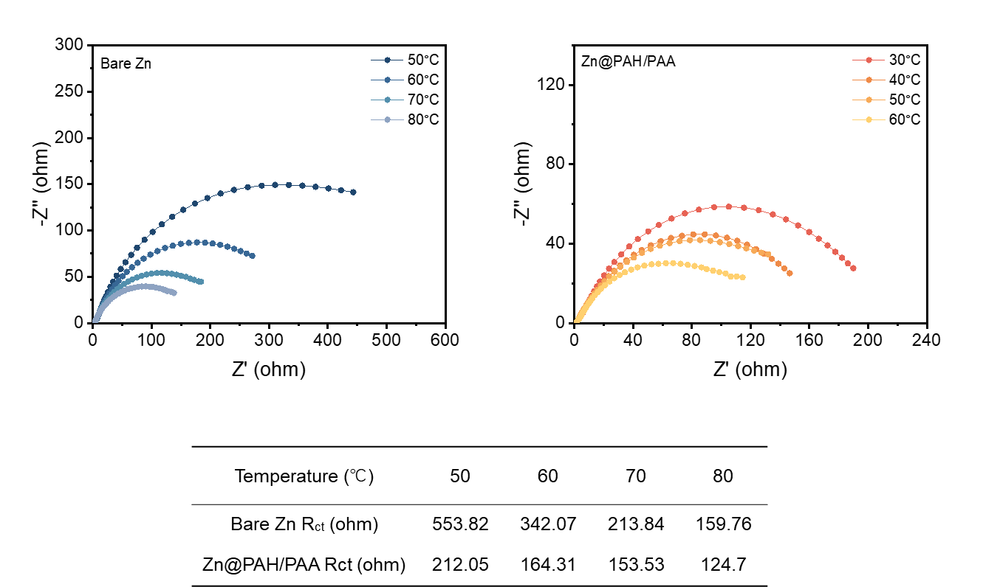 Bare Zn
50°C
60°C
70°C
80°C
300
250
200
150
100
50
0
-Z" (ohm)
0 100 200 300 400 500 600
Z' (ohm)
Zn@PAH/PAA
30°C
40°C
50°C
60°C
120
80
40
0
-Z" (ohm)
0 40 80 120 160 200 240
Z' (ohm)
Temperature (℃) 50 60 70 80
Bare Zn Rct (ohm) 553.82 342.07 213.84 159.76
Zn@PAH/PAA Rct (ohm) 212.05 164.31 153.53 124.7